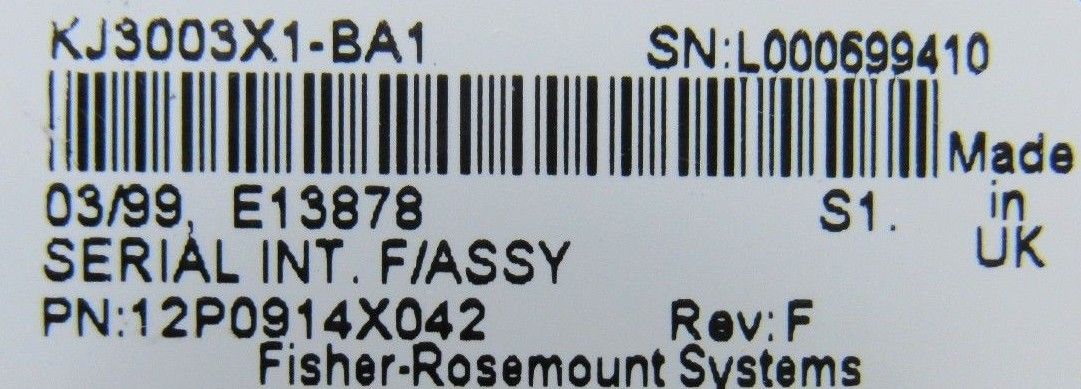 KJ3003X1-BA1 SN:L000699410
Made
in
UK
03/99, E13878 S1.
SERIAL INT. F/ASSY
PN:12P0914X042 Rev:F
Fisher-Rosemount Systems